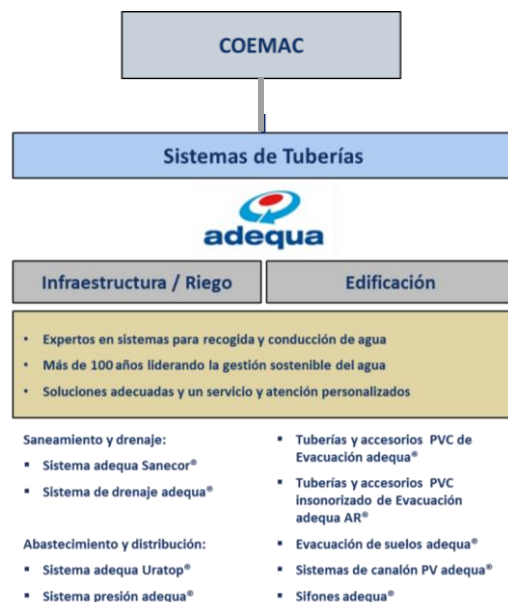 COEMAC
Sistemas de Tuberías
adequa
Infraestructura / Riego
Edificación
• Expertos en sistemas para recogida y conducción de agua
• Más de 100 años liderando la gestión sostenible del agua
• Soluciones adecuadas y un servicio y atención personalizados
Saneamiento y drenaje:
▪ Sistema adequa Sanecor®
▪ Sistema de drenaje adequa®
Abastecimiento y distribución:
▪ Sistema adequa Uratop®
▪ Sistema presión adequa®
▪ Tuberías y accesorios PVC de
Evacuación adequa®
▪ Tuberías y accesorios PVC
insonorizado de Evacuación
adequa AR®
▪ Evacuación de suelos adequa®
▪ Sistemas de canalón PV adequa®
▪ Sifones adequa®